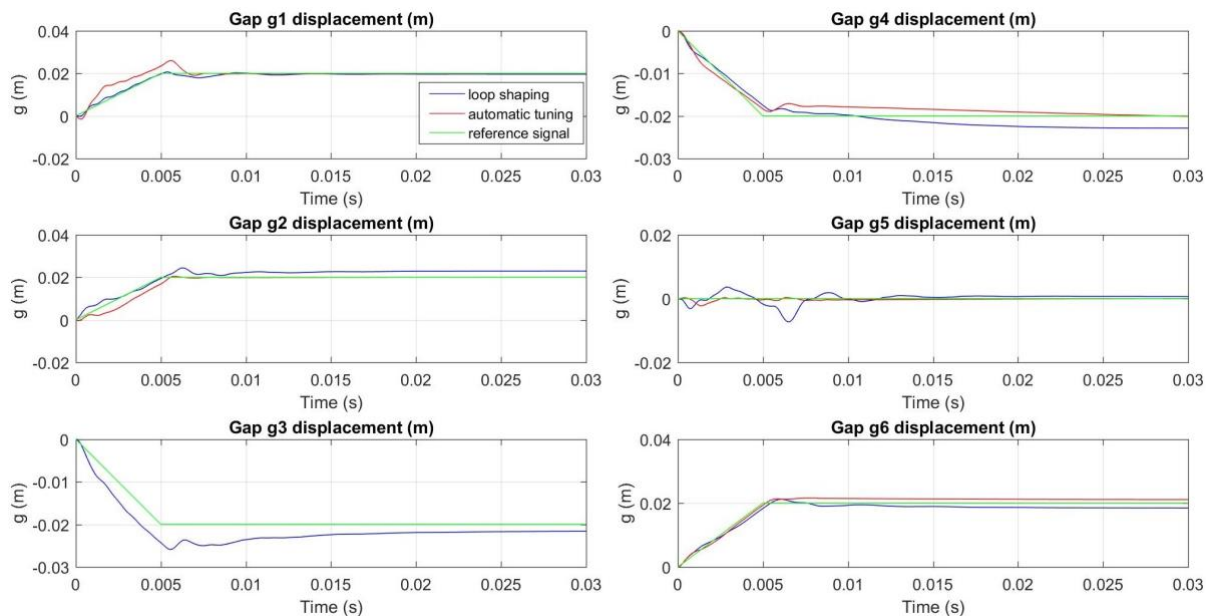 Gap g1 displacement (m)
g (m)
0.04
0.02
0
-0.02
0 0.005 0.01 0.015 0.02 0.025 0.03
Time (s)
loop shaping
automatic tuning
reference signal
Gap g4 displacement (m)
g (m)
0
-0.01
-0.02
-0.03
0 0.005 0.01 0.015 0.02 0.025 0.03
Time (s)
Gap g2 displacement (m)
g (m)
0.04
0.02
0
-0.02
0 0.005 0.01 0.015 0.02 0.025 0.03
Time (s)
Gap g5 displacement (m)
g (m)
0.02
0
-0.02
0 0.005 0.01 0.015 0.02 0.025 0.03
Time (s)
Gap g3 displacement (m)
g (m)
0
-0.01
-0.02
-0.03
0 0.005 0.01 0.015 0.02 0.025 0.03
Time (s)
Gap g6 displacement (m)
g (m)
0.04
0.02
0
0 0.005 0.01 0.015 0.02 0.025 0.03
Time (s)